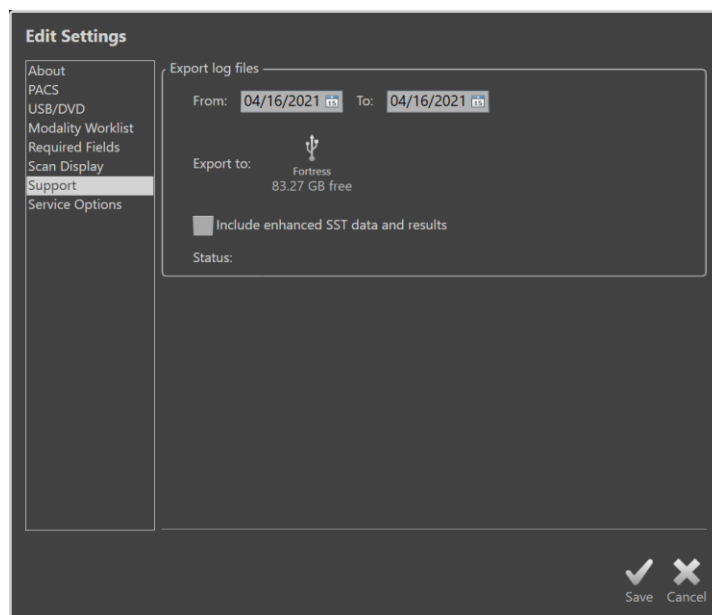 Edit Settings
About
PACS
USB/DVD
Modality Worklist
Required Fields
Scan Display
Support
Service Options
Export log files
From: 04/16/2021 15 To: 04/16/2021 15
Export to:
Fortress
83.27 GB free
Include enhanced SST data and results
Status:
Save Cancel